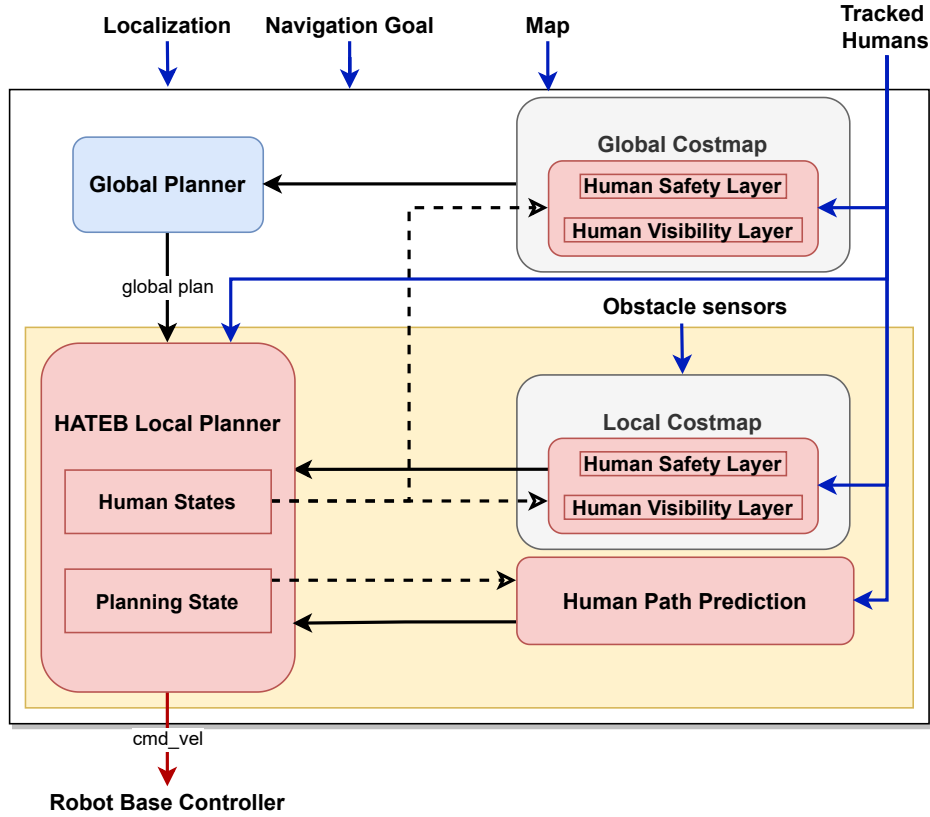 Localization
Navigation Goal
Map
Tracked
Humans
Global Costmap
Global Planner
Human Safety Layer
Human Visibility Layer
global plan
Obstacle sensors
HATEB Local Planner
Local Costmap
Human Safety Layer
Human States
Human Visibility Layer
Planning State
Human Path Prediction
cmd_vel
Robot Base Controller